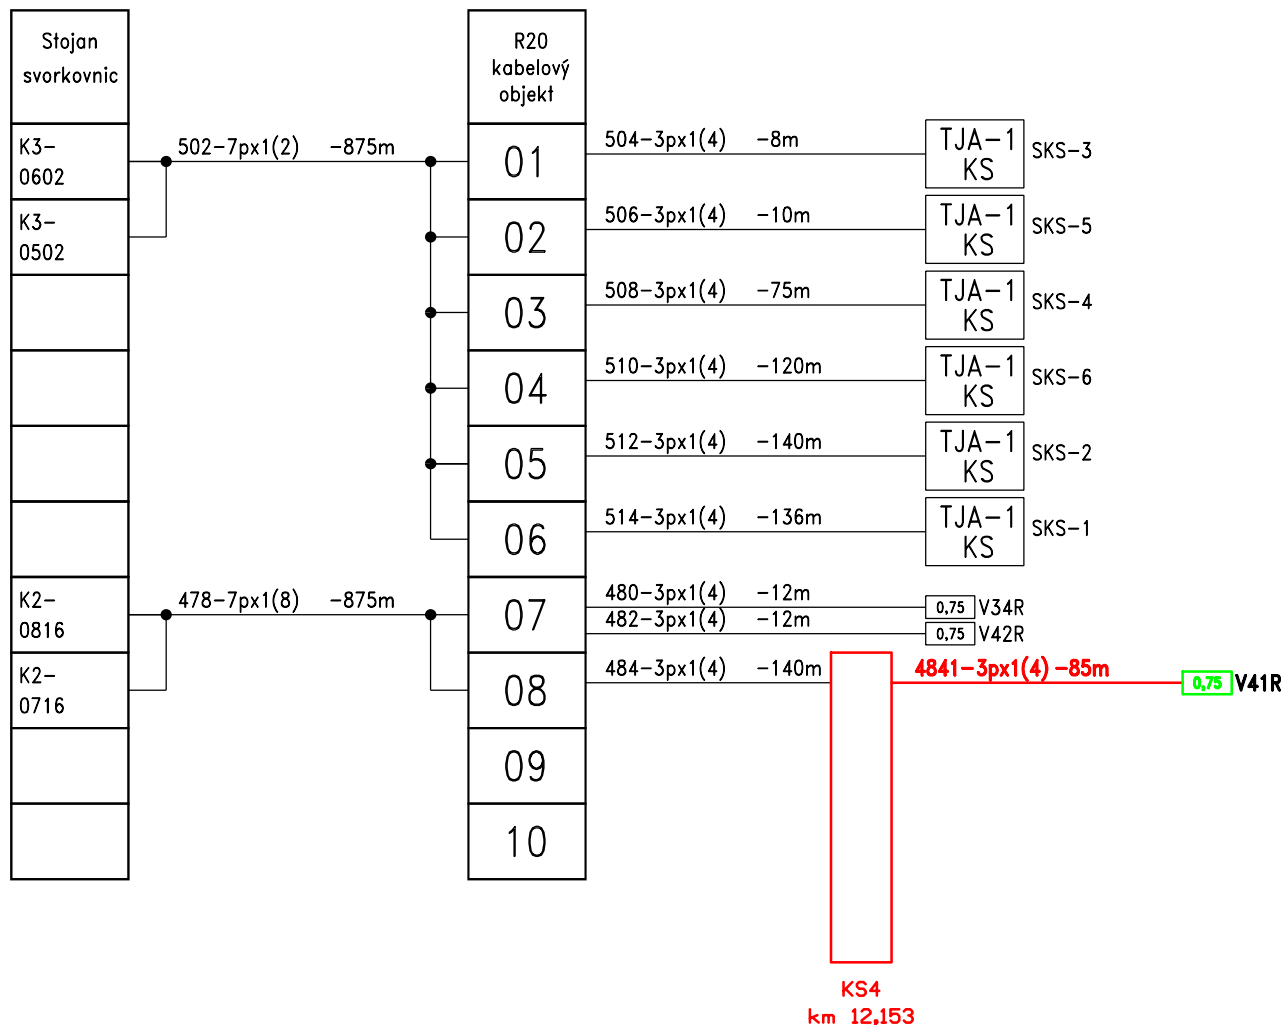 Stojan
svorkovnic
K3-
0602
K3-
0502
K2-
0816
K2-
0716
502-7px1(2) -875m
478-7px1(8) -875m
R20
kabelový
objekt
01
02
03
04
05
06
07
08
09
10
504-3px1(4) -8m
TJA-1
KS
SKS-3
506-3px1(4) -10m
TJA-1
KS
SKS-5
508-3px1(4) -75m
TJA-1
KS
SKS-4
510-3px1(4) -120m
TJA-1
KS
SKS-6
512-3px1(4) -140m
TJA-1
KS
SKS-2
514-3px1(4) -136m
TJA-1
KS
SKS-1
480-3px1(4) -12m
0,75 V34R
482-3px1(4) -12m
0,75 V42R
484-3px1(4) -140m
4841-3px1(4) -85m
0,75 V41R
KS4
km 12,153